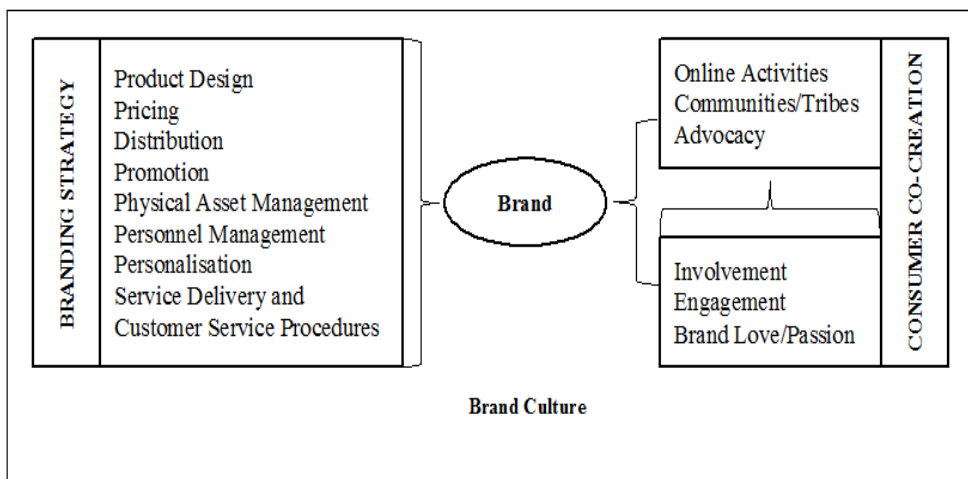 BRANDING STRATEGY
Product Design
Pricing
Distribution
Promotion
Physical Asset Management
Personnel Management
Personalisation
Service Delivery and
Customer Service Procedures
Brand
Online Activities
Communities/Tribes
Advocacy
Involvement
Engagement
Brand Love/Passion
CONSUMER CO-CREATION
Brand Culture